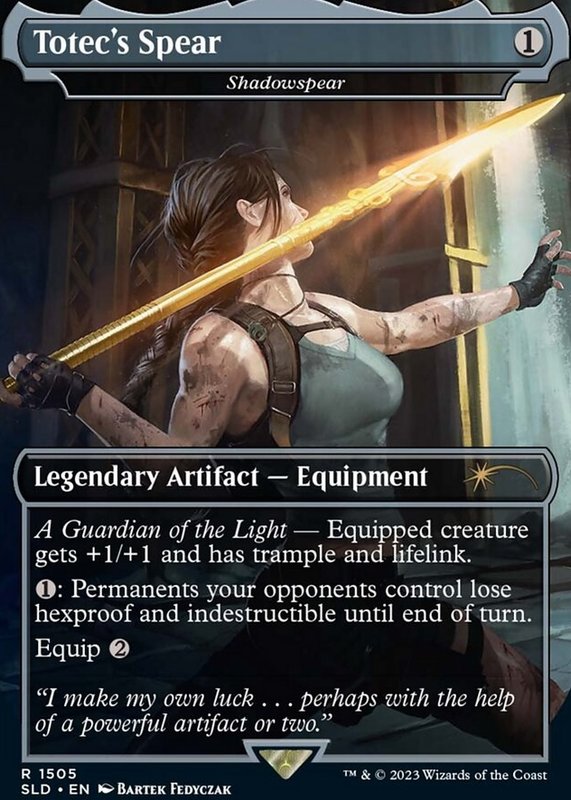 Totec's Spear 1
Shadowspear
Legendary Artifact — Equipment
A Guardian of the Light — Equipped creature
gets +1/+1 and has trample and lifelink.
1: Permanents your opponents control lose
hexproof and indestructible until end of turn.
Equip 2
“I make my own luck . . . perhaps with the help
of a powerful artifact or two.”
R 1505
SLD • EN Bartek Fedyczak
™ & © 2023 Wizards of the Coast